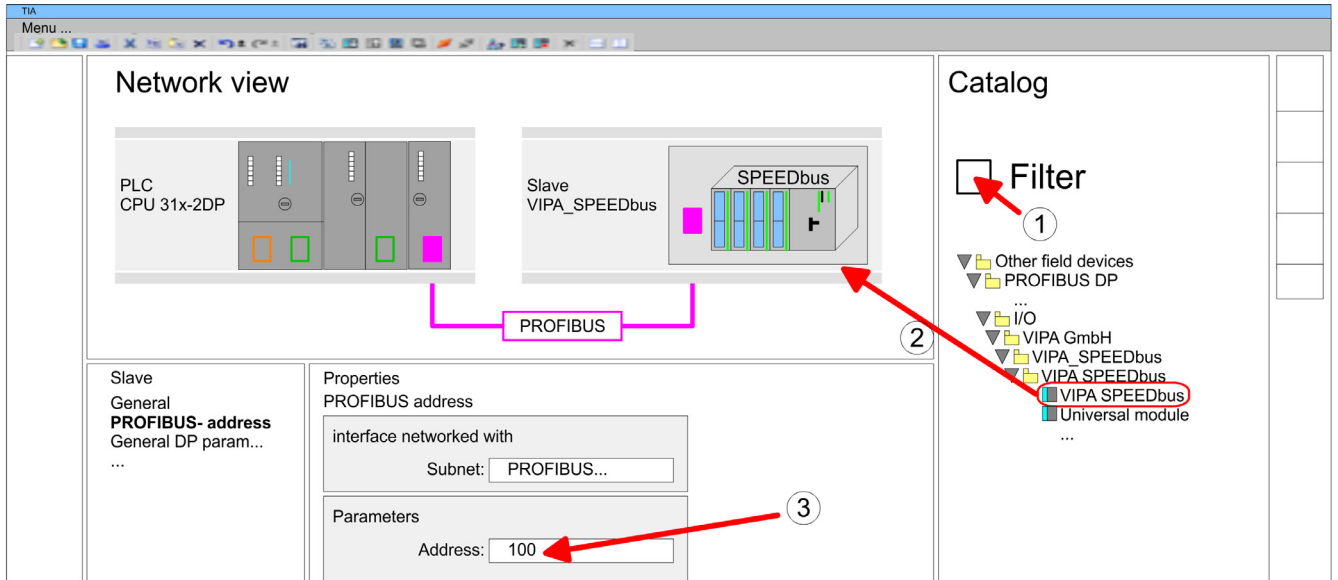 TIA
Menu ...
Network view
PLC
CPU 31x-2DP
Slave
VIPA_SPEEDbus
SPEEDbus
PROFIBUS
Catalog
Filter
1
Other field devices
PROFIBUS DP
...
I/O
VIPA GmbH
VIPA_SPEEDbus
VIPA SPEEDbus
VIPA SPEEDbus
Universal module
...
2
Slave
General
PROFIBUS- address
General DP param...
...
Properties
PROFIBUS address
interface networked with
Subnet: PROFIBUS...
Parameters
Address: 100
3